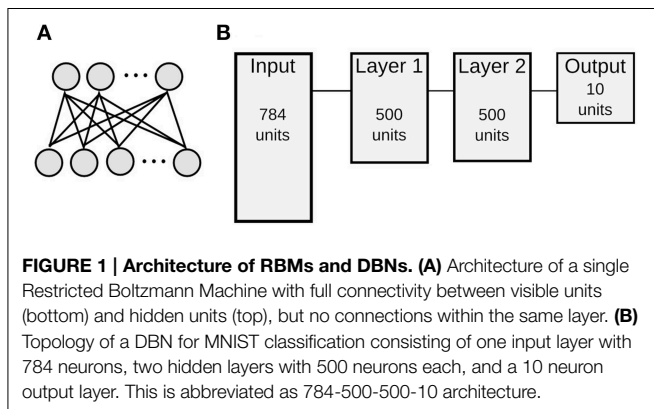 A
B
Input
784
units
Layer 1
500
units
Layer 2
500
units
Output
10
units
FIGURE 1 | Architecture of RBMs and DBNs. (A) Architecture of a single
Restricted Boltzmann Machine with full connectivity between visible units
(bottom) and hidden units (top), but no connections within the same layer. (B)
Topology of a DBN for MNIST classification consisting of one input layer with
784 neurons, two hidden layers with 500 neurons each, and a 10 neuron
output layer. This is abbreviated as 784-500-500-10 architecture.